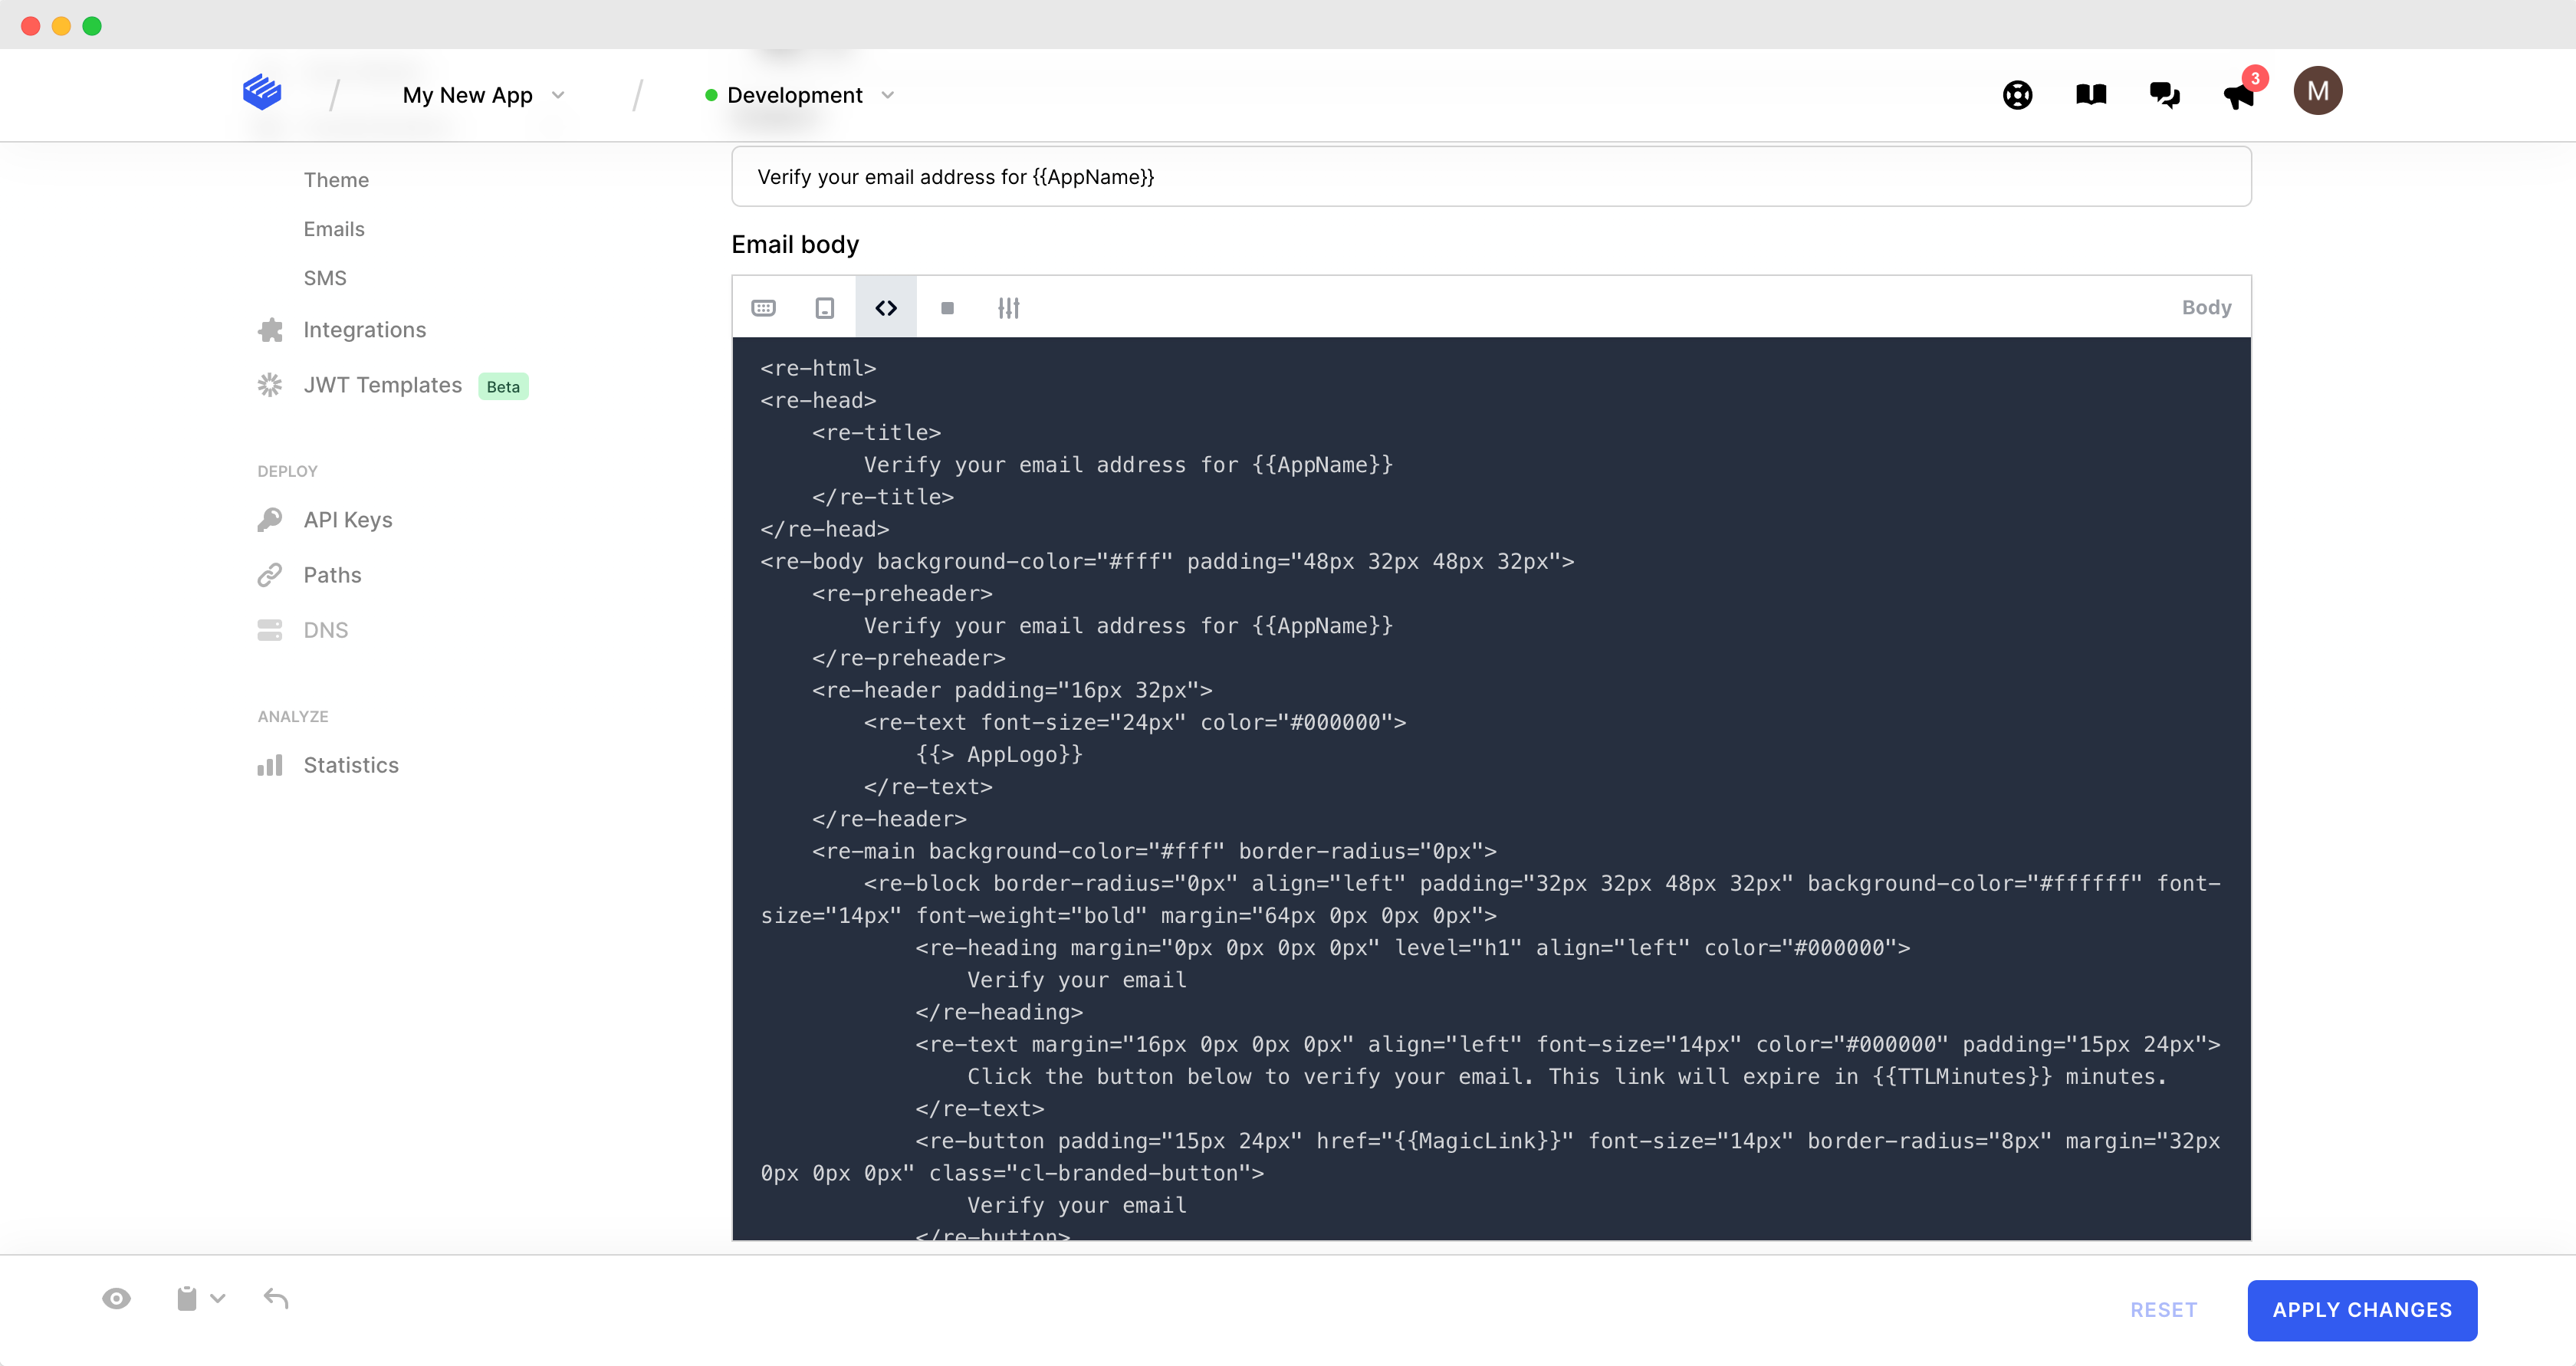 / My New App / Development
3
M
Theme
Emails
SMS
Integrations
JWT Templates Beta
DEPLOY
API Keys
Paths
DNS
ANALYZE
Statistics
Verify your email address for {{AppName}}
Email body
Body
<re-html>
<re-head>
    <re-title>
        Verify your email address for {{AppName}}
    </re-title>
</re-head>
<re-body background-color="#fff" padding="48px 32px 48px 32px">
    <re-preheader>
        Verify your email address for {{AppName}}
    </re-preheader>
    <re-header padding="16px 32px">
        <re-text font-size="24px" color="#000000">
            {{> AppLogo}}
        </re-text>
    </re-header>
    <re-main background-color="#fff" border-radius="0px">
        <re-block border-radius="0px" align="left" padding="32px 32px 48px 32px" background-color="#ffffff" font-
size="14px" font-weight="bold" margin="64px 0px 0px 0px">
            <re-heading margin="0px 0px 0px 0px" level="h1" align="left" color="#000000">
                Verify your email
            </re-heading>
            <re-text margin="16px 0px 0px 0px" align="left" font-size="14px" color="#000000" padding="15px 24px">
                Click the button below to verify your email. This link will expire in {{TTLMinutes}} minutes.
            </re-text>
            <re-button padding="15px 24px" href="{{MagicLink}}" font-size="14px" border-radius="8px" margin="32px
0px 0px 0px" class="cl-branded-button">
                Verify your email
            </re-button>
RESET
APPLY CHANGES